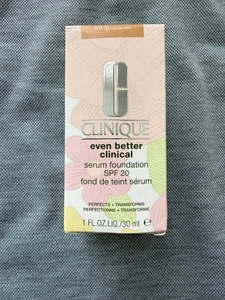 CLINIQUE
even better
clinical
serum foundation
SPF 20
fond de teint sérum
PERFECTS + TRANSFORMS
PERFECTIONNE + TRANSFORME
1 FL.OZ.LIQ./30 ml ℮